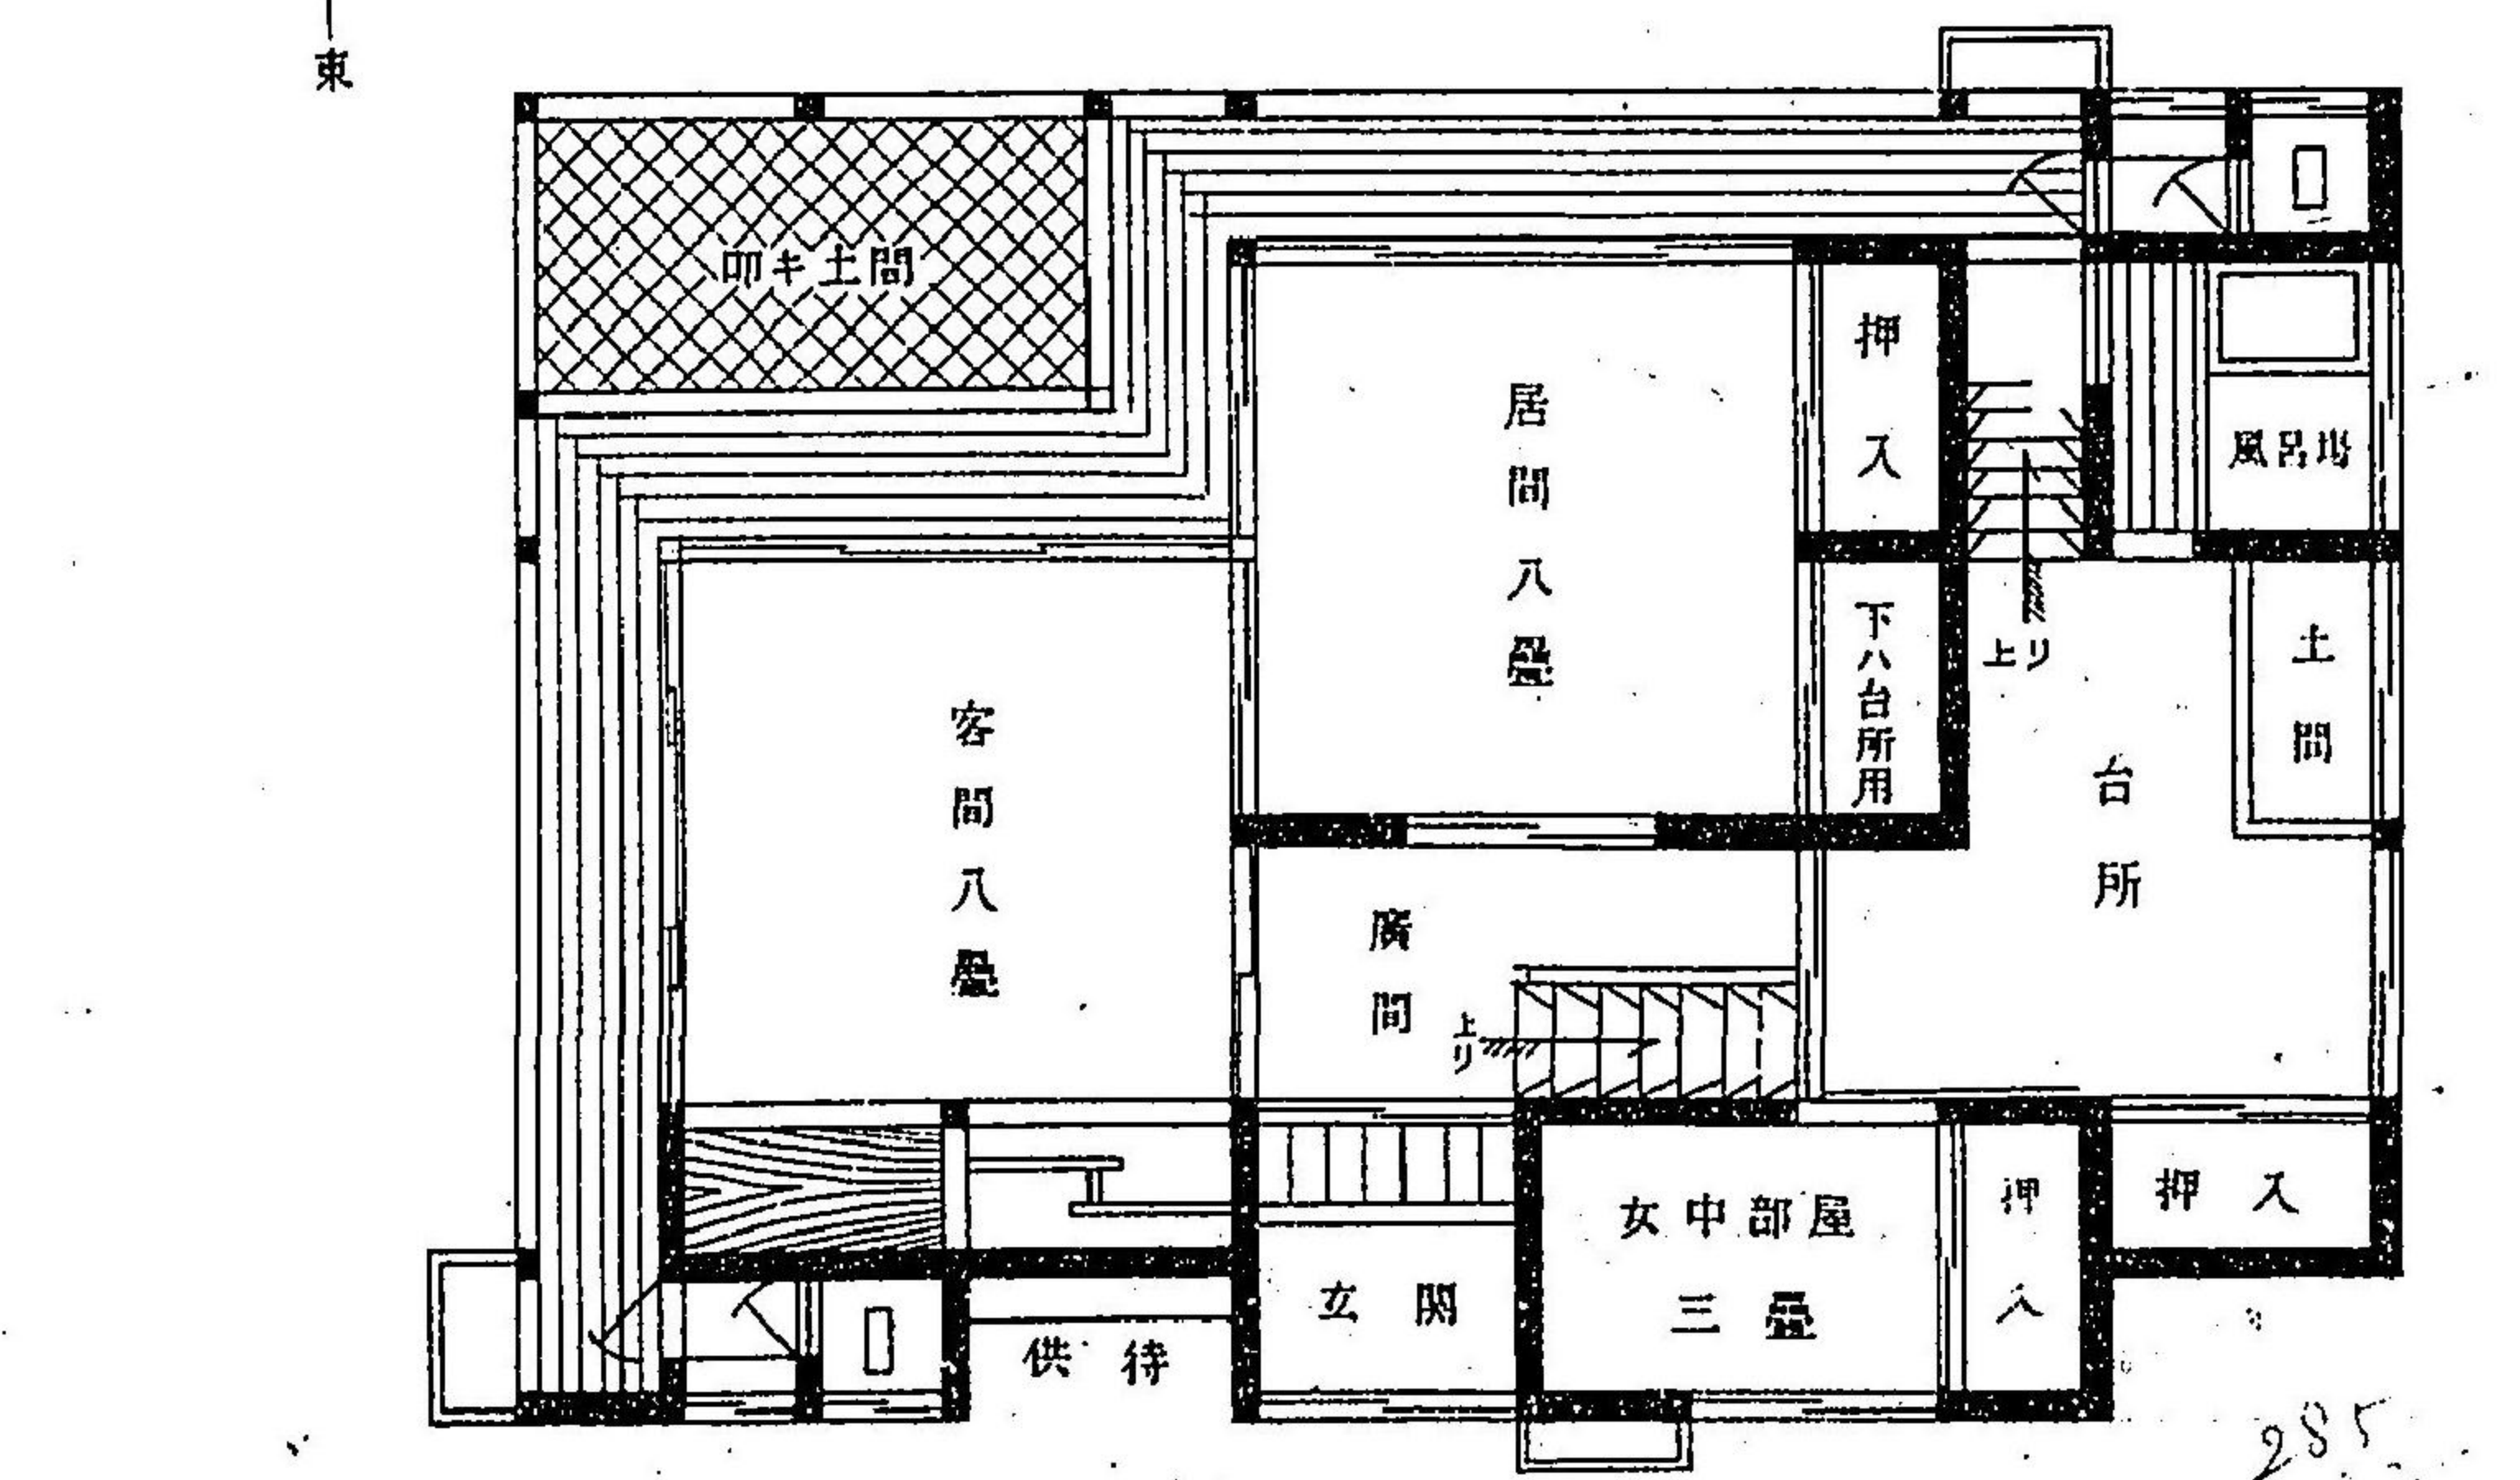 東
叩キ土間
居間八疊
押入
風呂場
下ハ台所用
上リ
土間
台所
客間八疊
廣間
上リ
女中部屋
三疊
押入
押入
玄関
供待
285